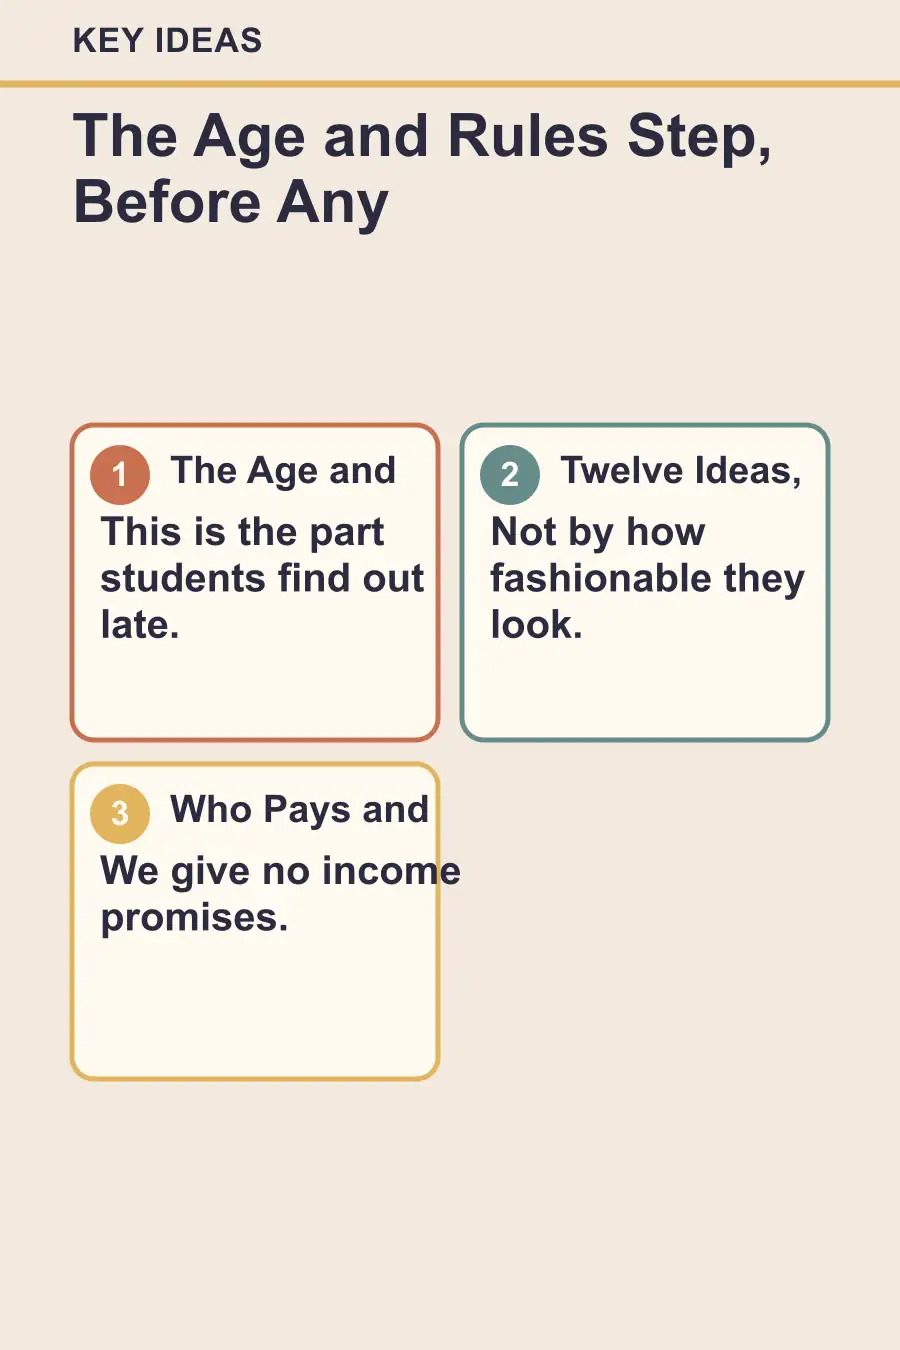 KEY IDEAS
The Age and Rules Step,
Before Any
1 The Age and
This is the part
students find out
late.
2 Twelve Ideas,
Not by how
fashionable they
look.
3 Who Pays and
We give no income
promises.